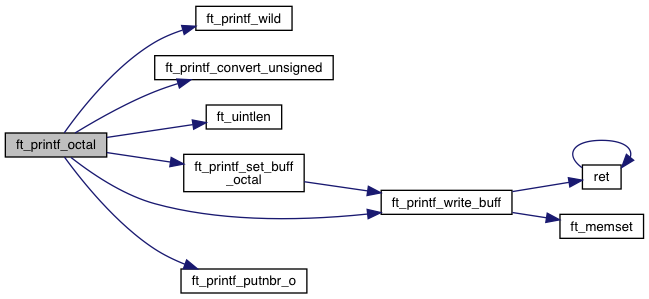 ft_printf_wild
ft_printf_convert_unsigned
ft_uintlen
ft_printf_octal
ft_printf_set_buff
_octal
ft_printf_write_buff
ret
ft_memset
ft_printf_putnbr_o